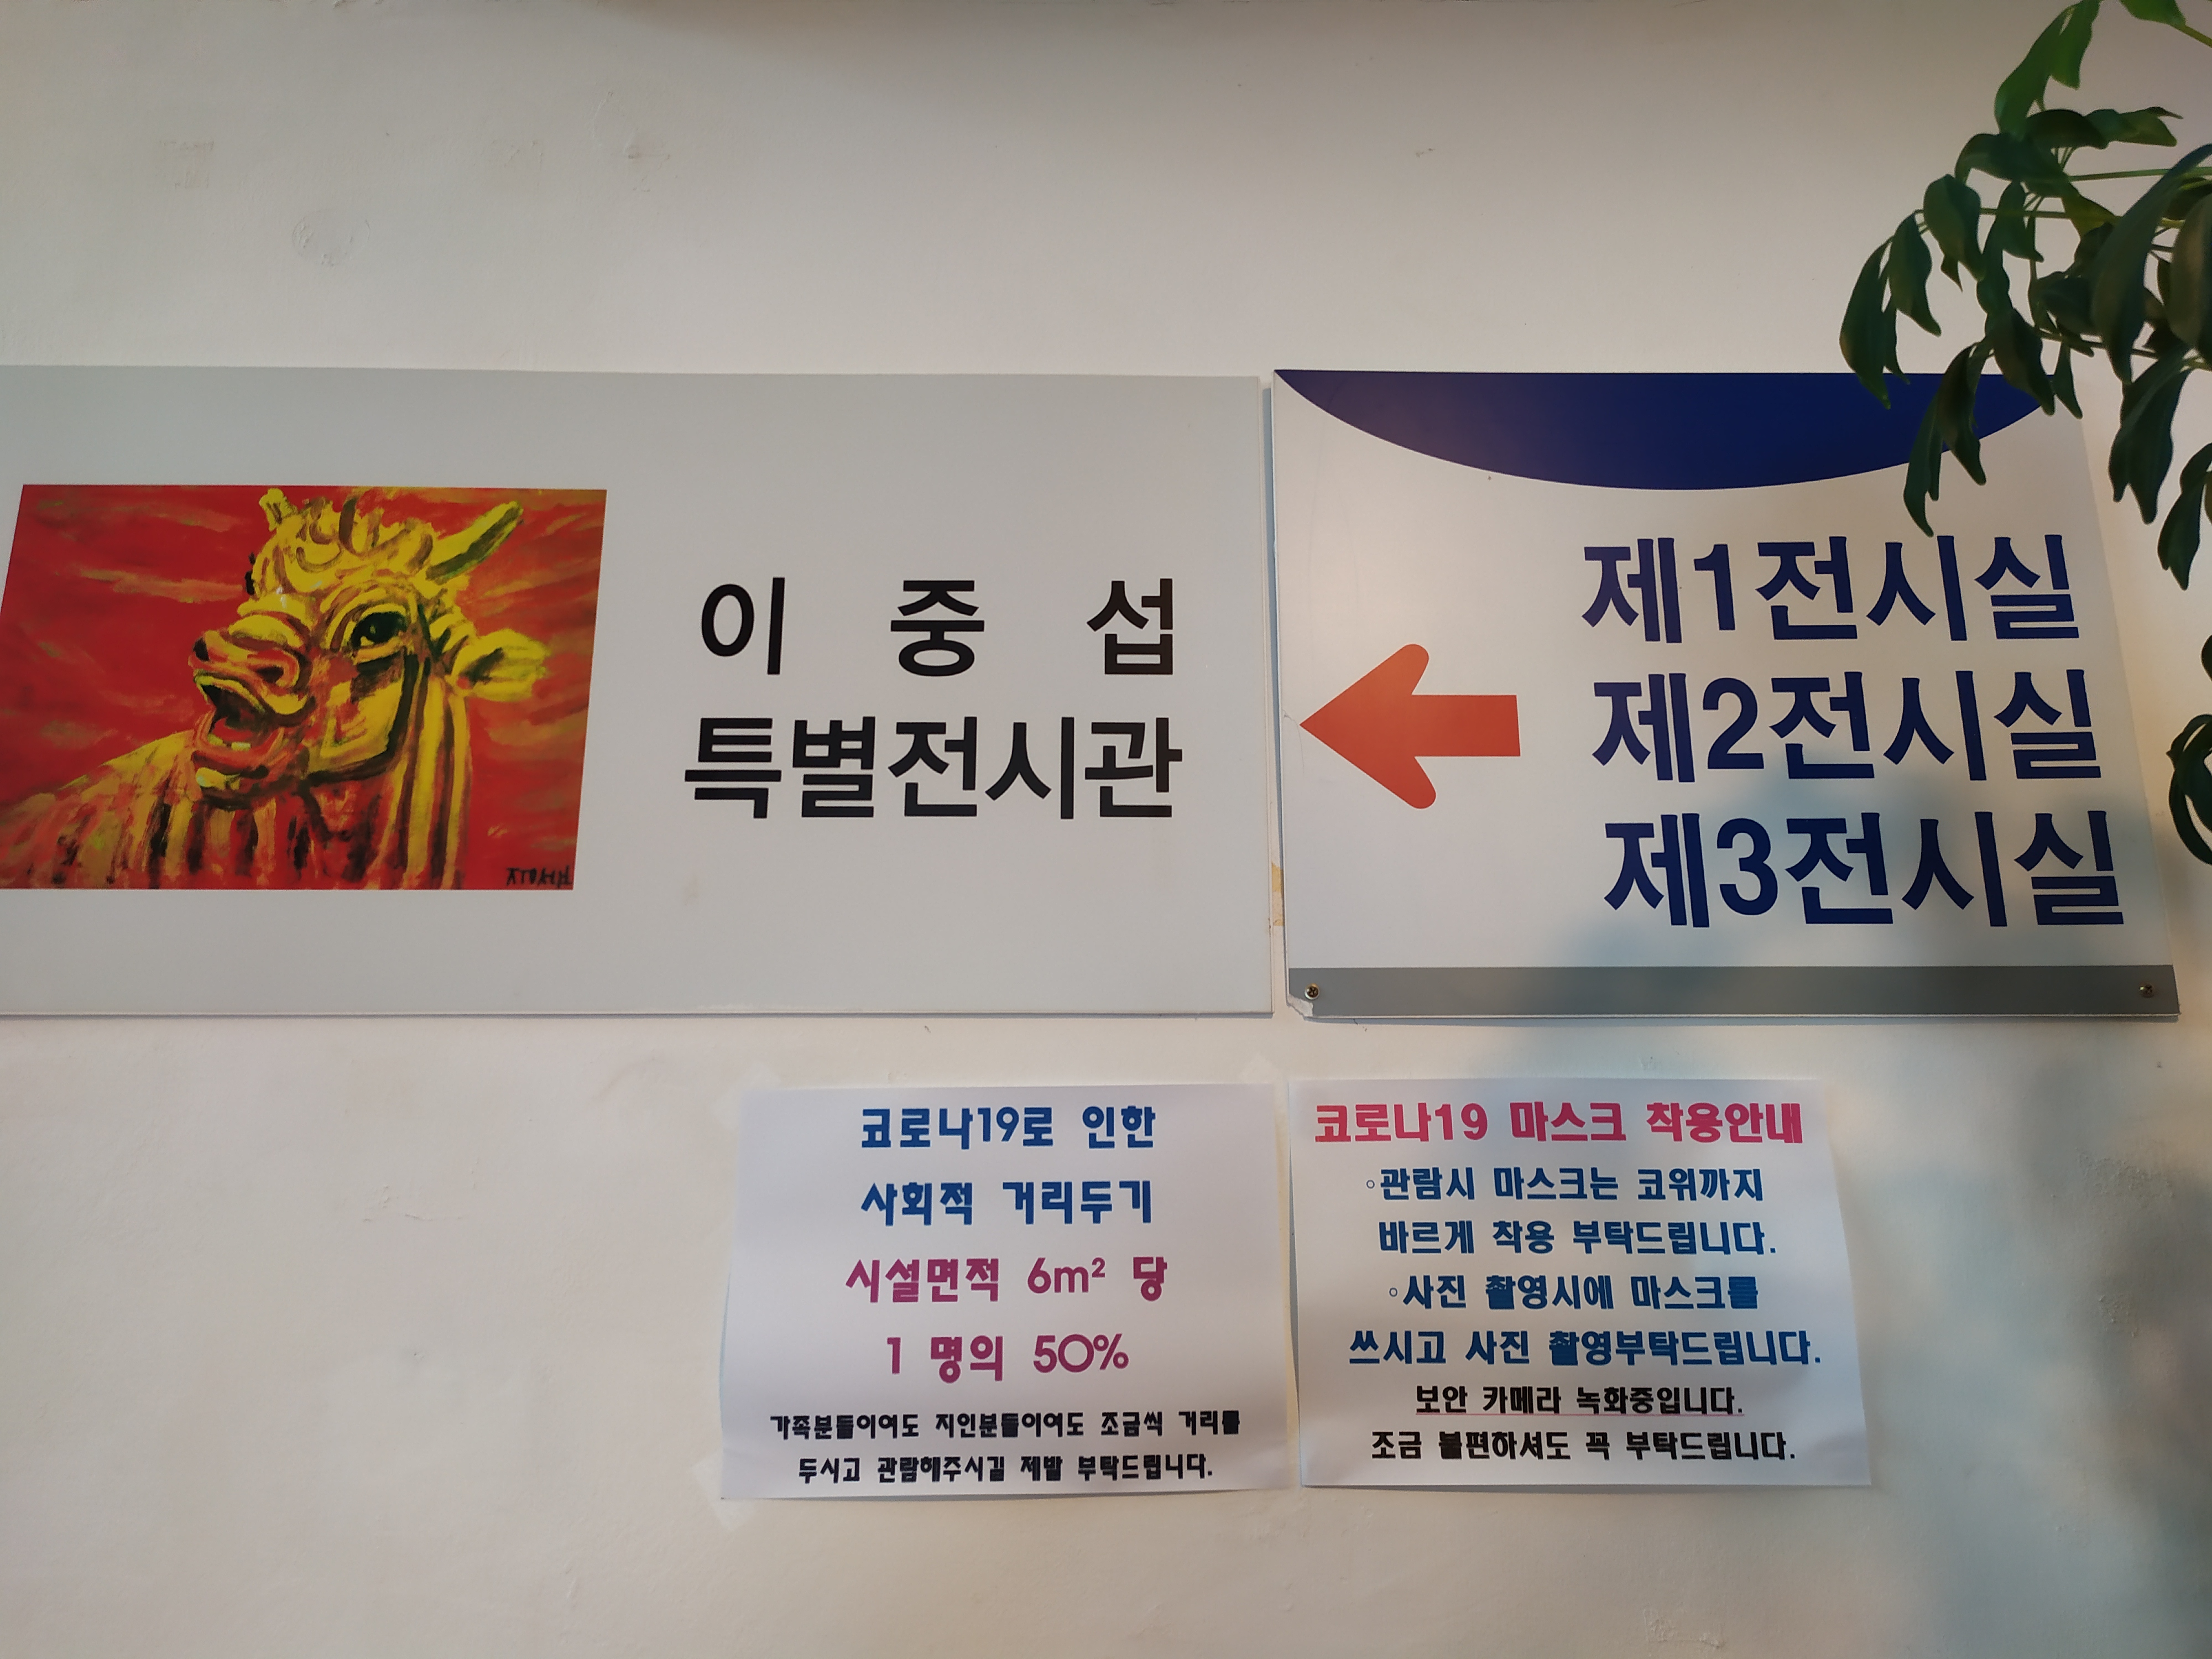 이 중 섭
특별전시관
제1전시실
제2전시실
제3전시실
코로나19로 인한
사회적 거리두기
시설면적 6m² 당
1 명의 50%
가족분들이여도 지인분들이여도 조금씩 거리를
두시고 관람해주시길 제발 부탁드립니다.
코로나19 마스크 착용안내
◦관람시 마스크는 코위까지
바르게 착용 부탁드립니다.
◦사진 촬영시에 마스크를
쓰시고 사진 촬영부탁드립니다.
보안 카메라 녹화중입니다.
조금 불편하셔도 꼭 부탁드립니다.